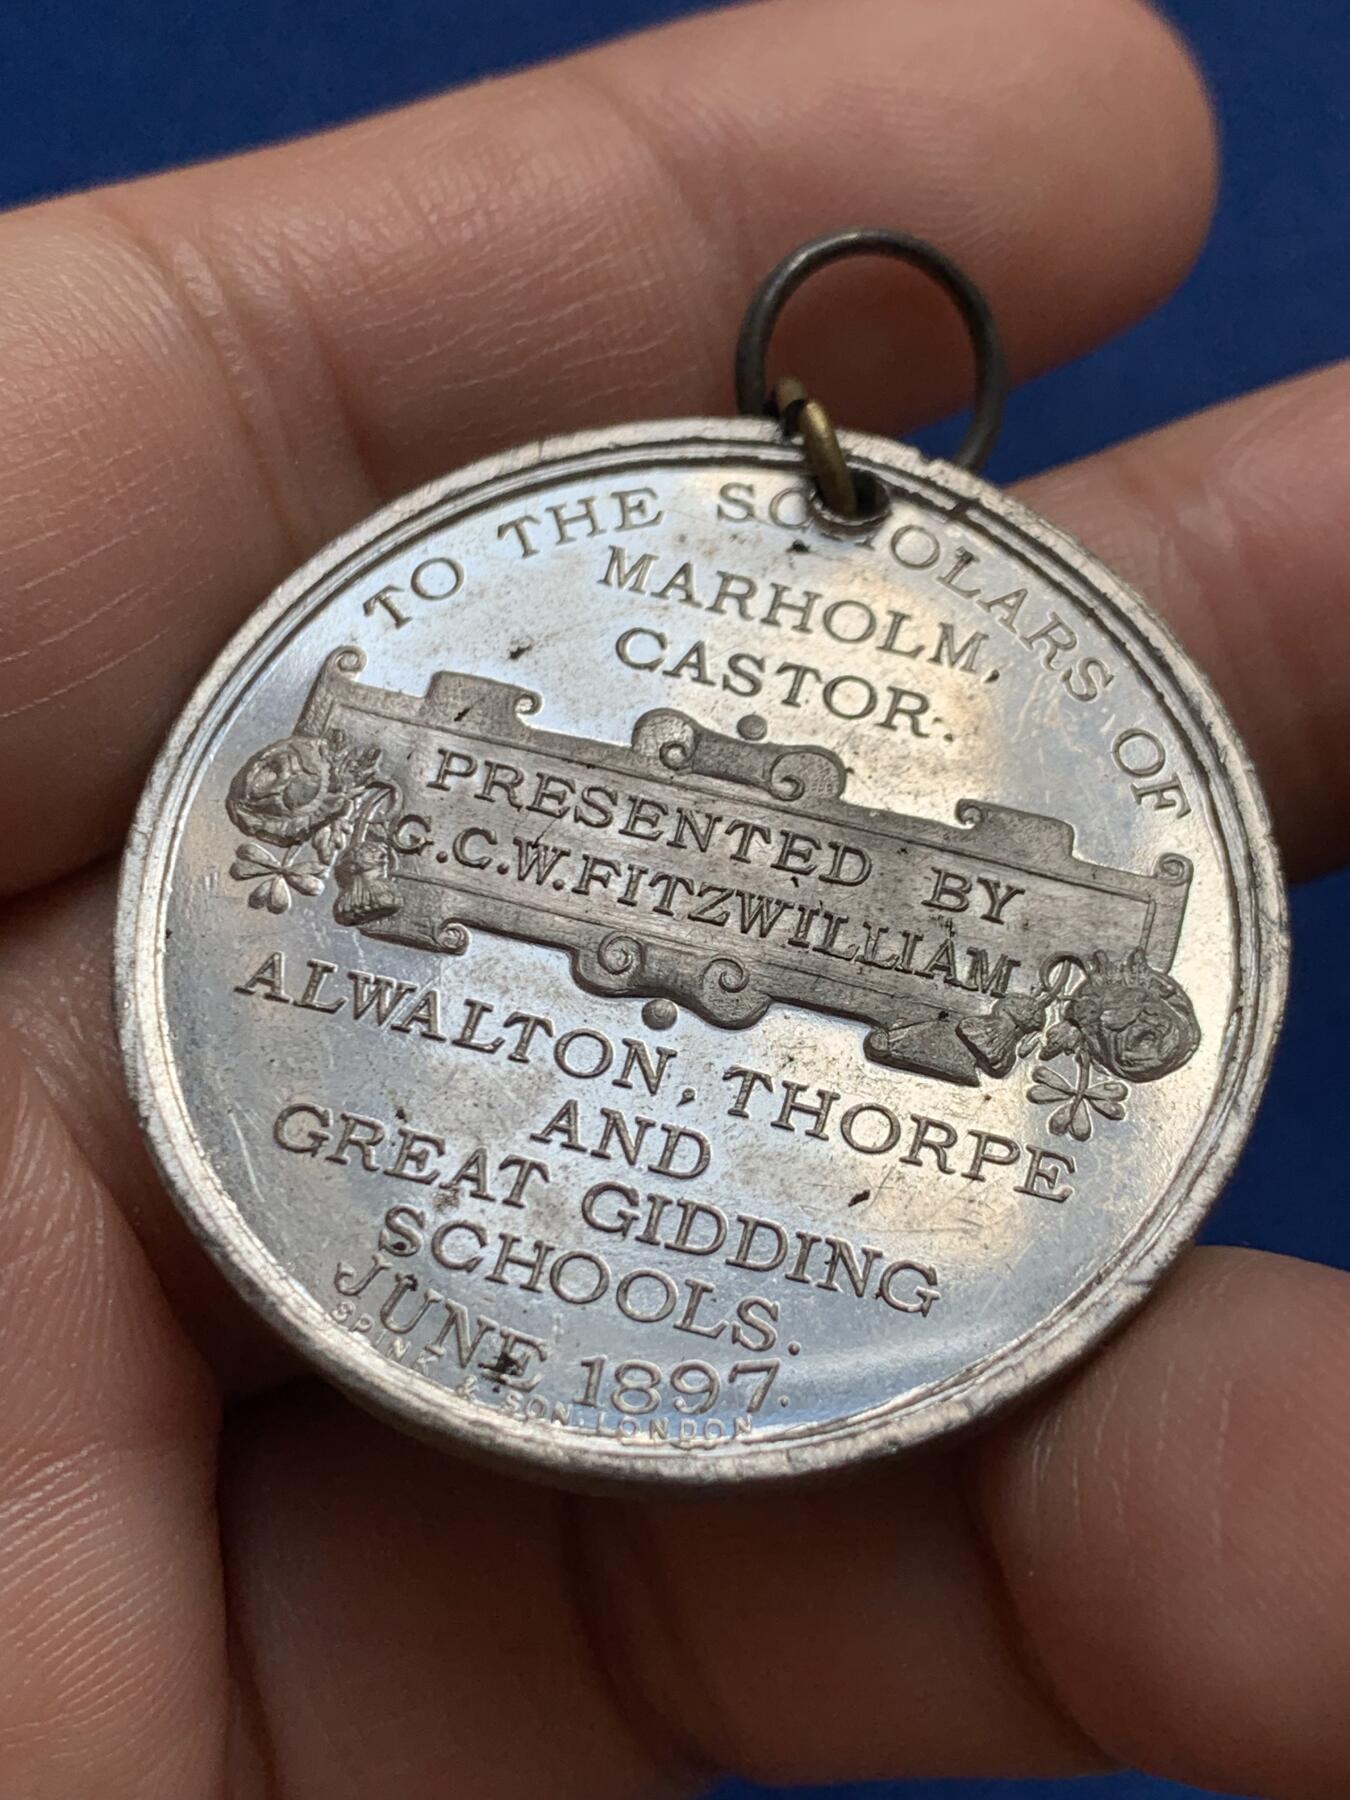 TO THE SCHOLARS OF
MARHOLM,
CASTOR.
PRESENTED BY
G.C.W.FITZWILLIAM
ALWALTON, THORPE
AND
GREAT GIDDING
SCHOOLS.
JUNE 1897.
SPINK & SON. LONDON